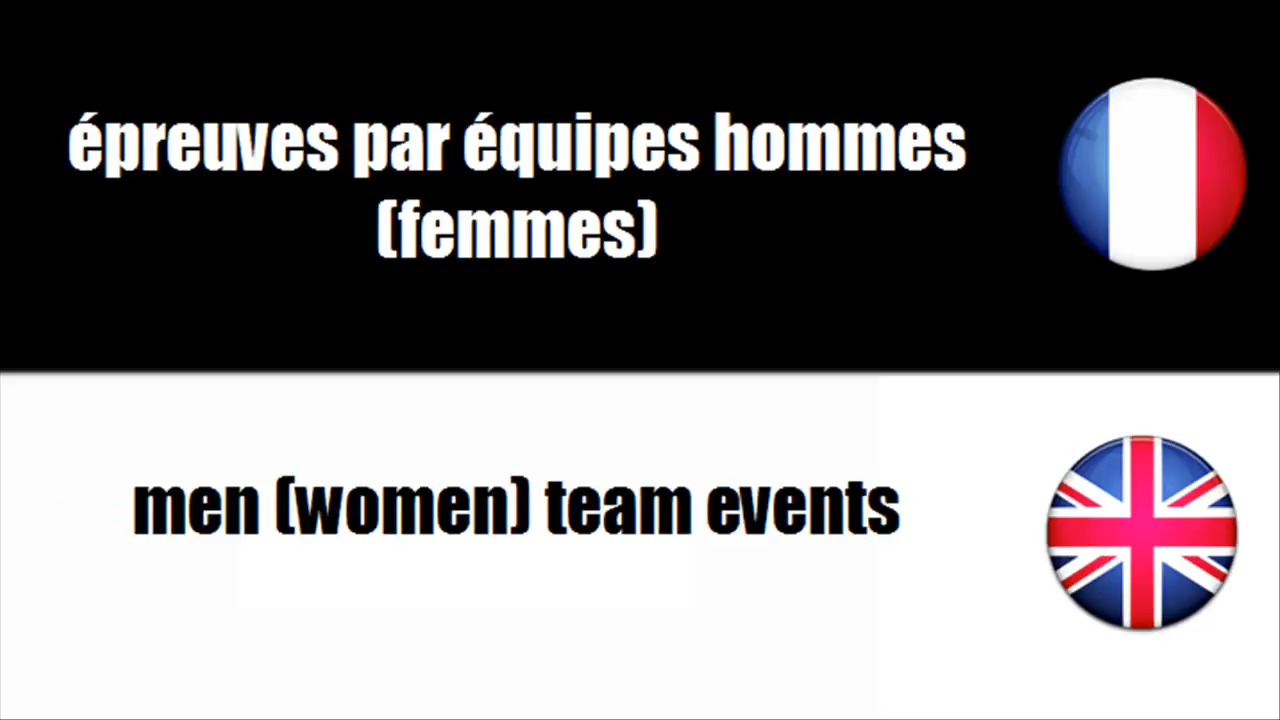 épreuves par équipes hommes
(femmes)
men (women) team events